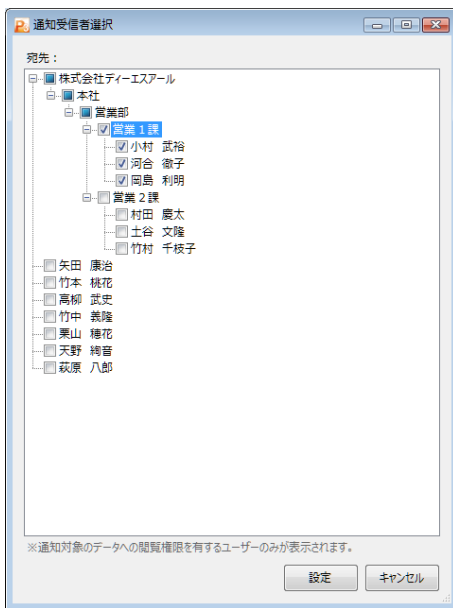 通知受信者選択
宛先：
株式会社ディーエスアール
本社
営業部
営業１課
小村　武裕
河合　徹子
岡島　利明
営業２課
村田　慶太
土谷　文隆
竹村　千枝子
矢田　康治
竹本　桃花
高柳　武史
竹中　義隆
栗山　穂花
天野　絢音
萩原　八郎
※通知対象のデータへの閲覧権限を有するユーザーのみが表示されます。
設定　キャンセル